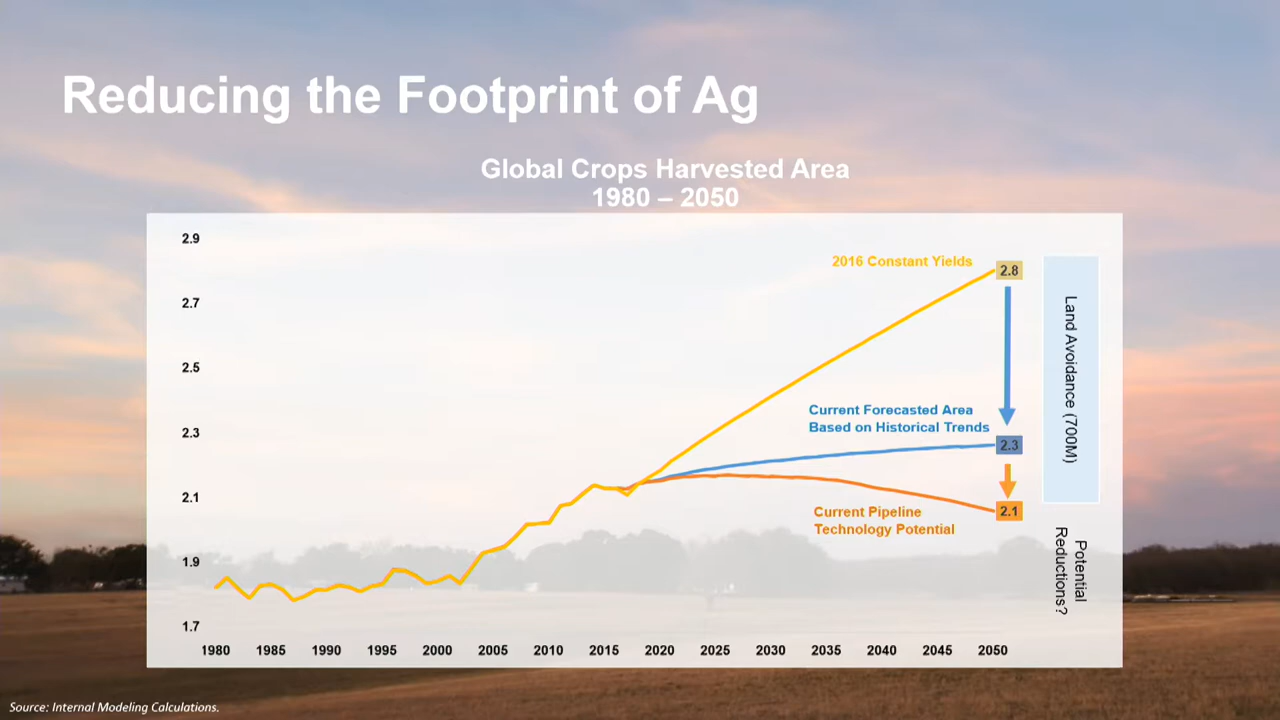 Reducing the Footprint of Ag
Global Crops Harvested Area
1980 – 2050
2.9
2.7
2.5
2.3
2.1
1.9
1.7
2016 Constant Yields
2.8
Current Forecasted Area
Based on Historical Trends
2.3
Current Pipeline
Technology Potential
2.1
Land Avoidance (700M)
Potential
Reductions?
1980 1985 1990 1995 2000 2005 2010 2015 2020 2025 2030 2035 2040 2045 2050
Source: Internal Modeling Calculations.